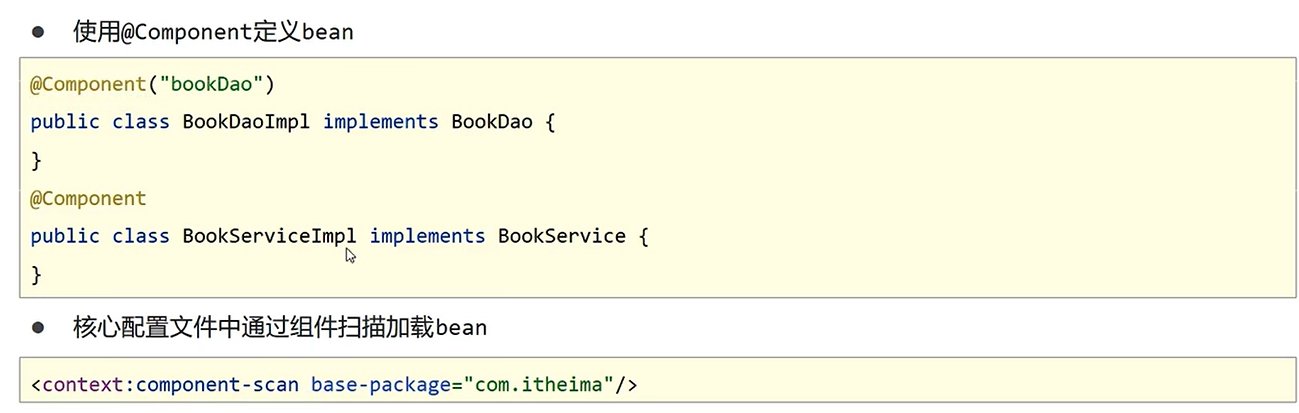 ● 使用@Component定义bean
@Component("bookDao")
public class BookDaoImpl implements BookDao {
}
@Component
public class BookServiceImpl implements BookService {
}
● 核心配置文件中通过组件扫描加载bean
<context:component-scan base-package="com.itheima"/>